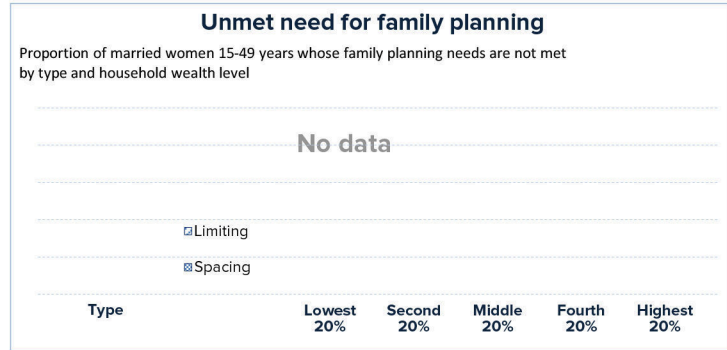 Unmet need for family planning
Proportion of married women 15-49 years whose family planning needs are not met
by type and household wealth level
No data
Limiting
Spacing
Type
Lowest 20%
Second 20%
Middle 20%
Fourth 20%
Highest 20%